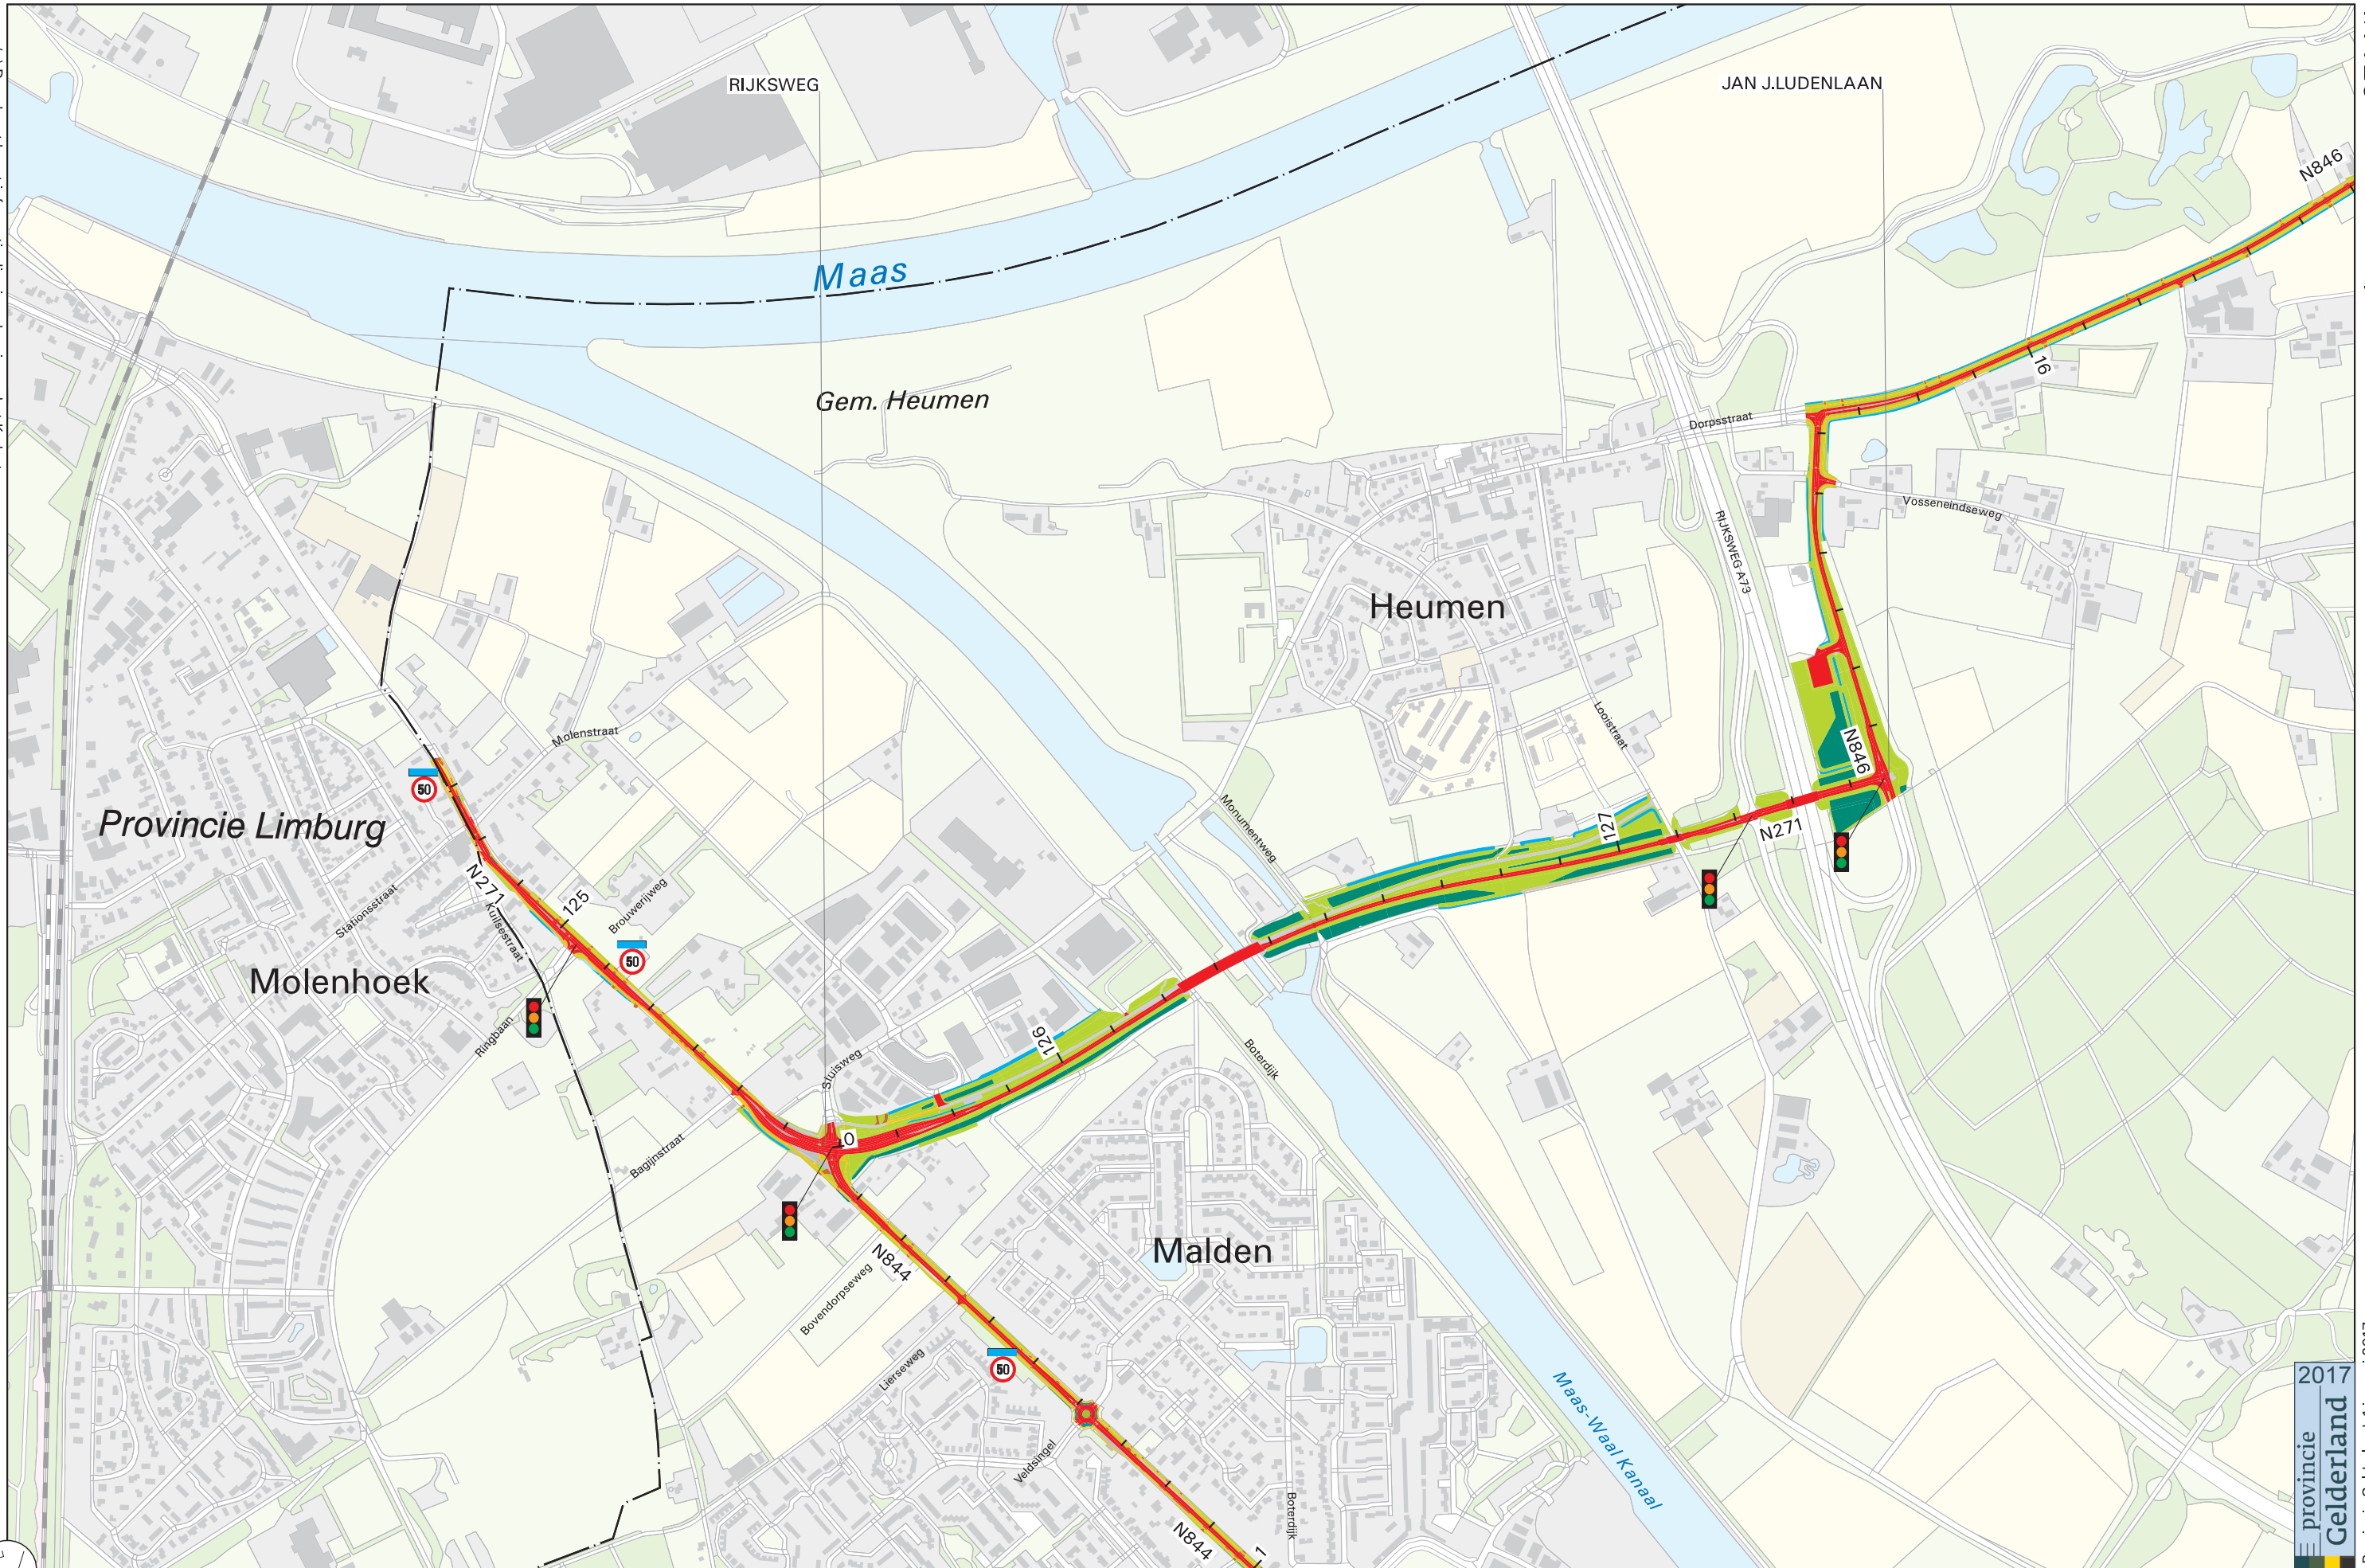 RIJKSWEG
JAN J.LUDENLAAN
N846
Maas
Gem. Heumen
16
Dorpsstraat
Vosseneindseweg
RIJKSWEG A73
Heumen
Looistraat
Molenstraat
N846
50
Provincie Limburg
Monumentweg
127
N271
N271
125
Brouwerijweg
Stationsstraat
Kuilsestraat
50
Molenhoek
Ringbaan
126
Sluisweg
Boterdijk
0
Bagijnstraat
Malden
N844
Bovendorpseweg
Lierseweg
50
Maas-Waal Kanaal
Veldsingel
Boterdijk
N844
1
2017
provincie
Gelderland